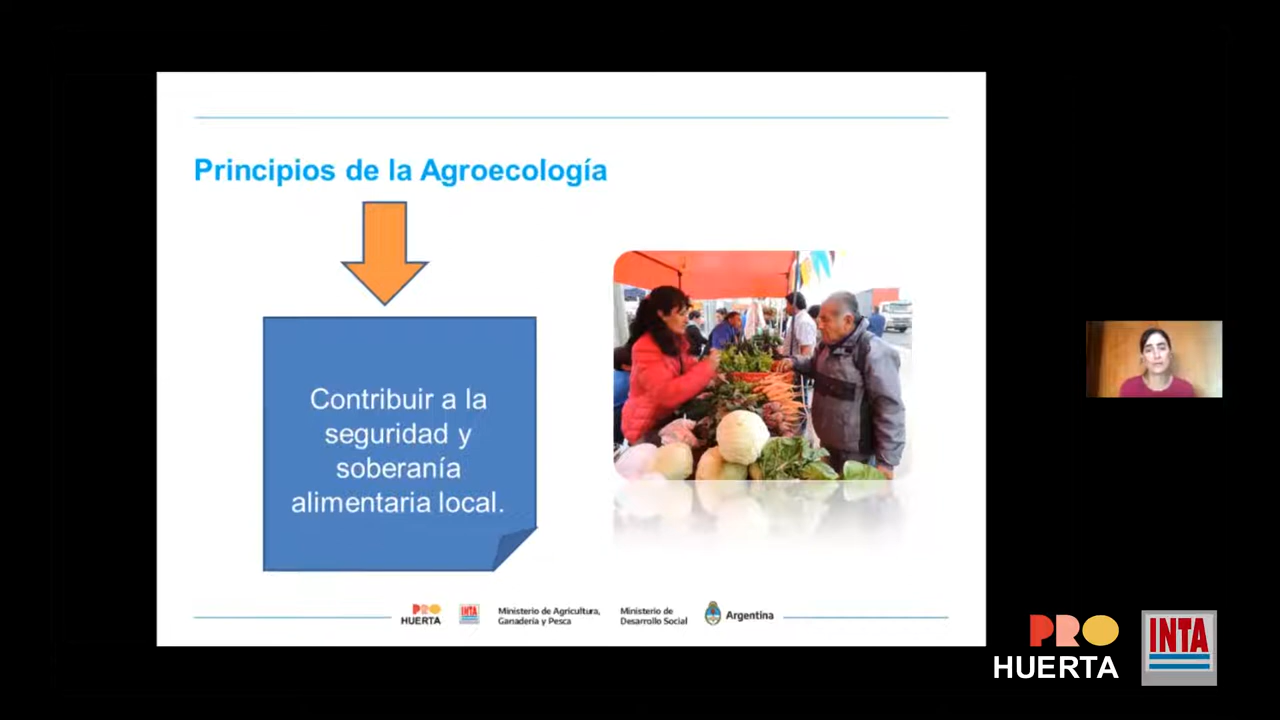 Principios de la Agroecología
Contribuir a la
seguridad y
soberanía
alimentaria local.
PRO
HUERTA
INTA
Ministerio de Agricultura,
Ganadería y Pesca
Ministerio de
Desarrollo Social
Argentina
PRO
HUERTA
INTA